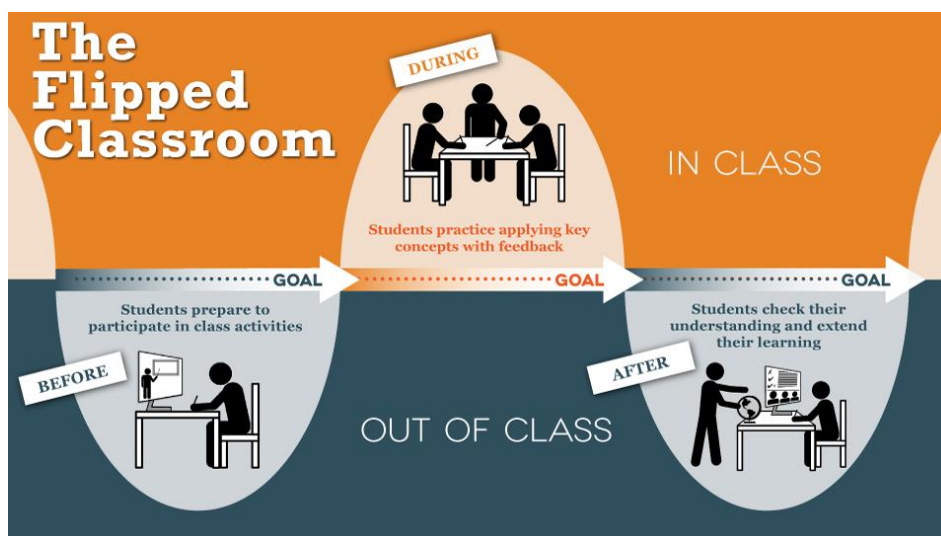 The
Flipped
Classroom
DURING
IN CLASS
Students practice applying key
concepts with feedback
GOAL
GOAL
GOAL
Students prepare to
participate in class activities
BEFORE
OUT OF CLASS
Students check their
understanding and extend
their learning
AFTER